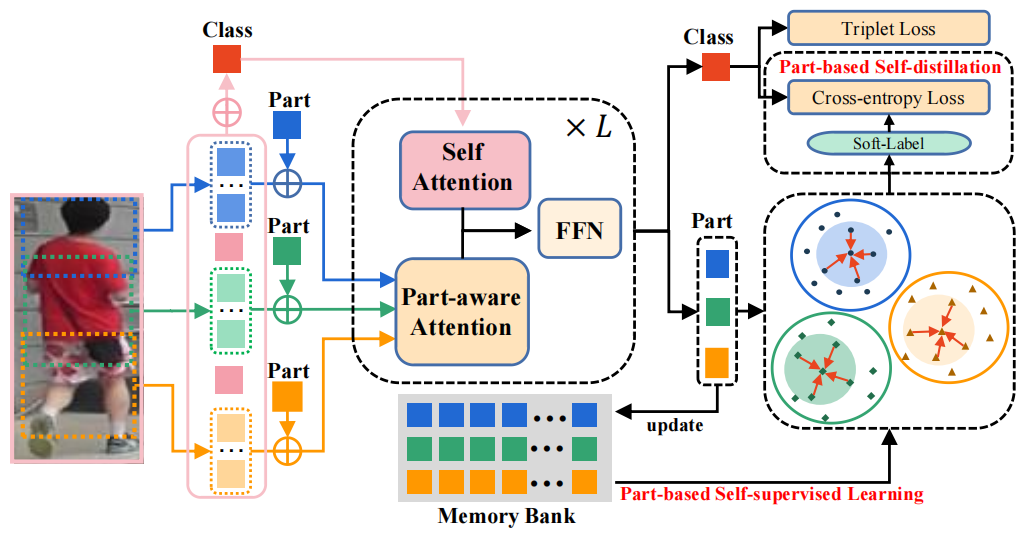 Class
Part
Part
Part
× L
Self
Attention
FFN
Part-aware
Attention
Class
Triplet Loss
Part-based Self-distillation
Cross-entropy Loss
Soft-Label
Part
update
Part-based Self-supervised Learning
Memory Bank